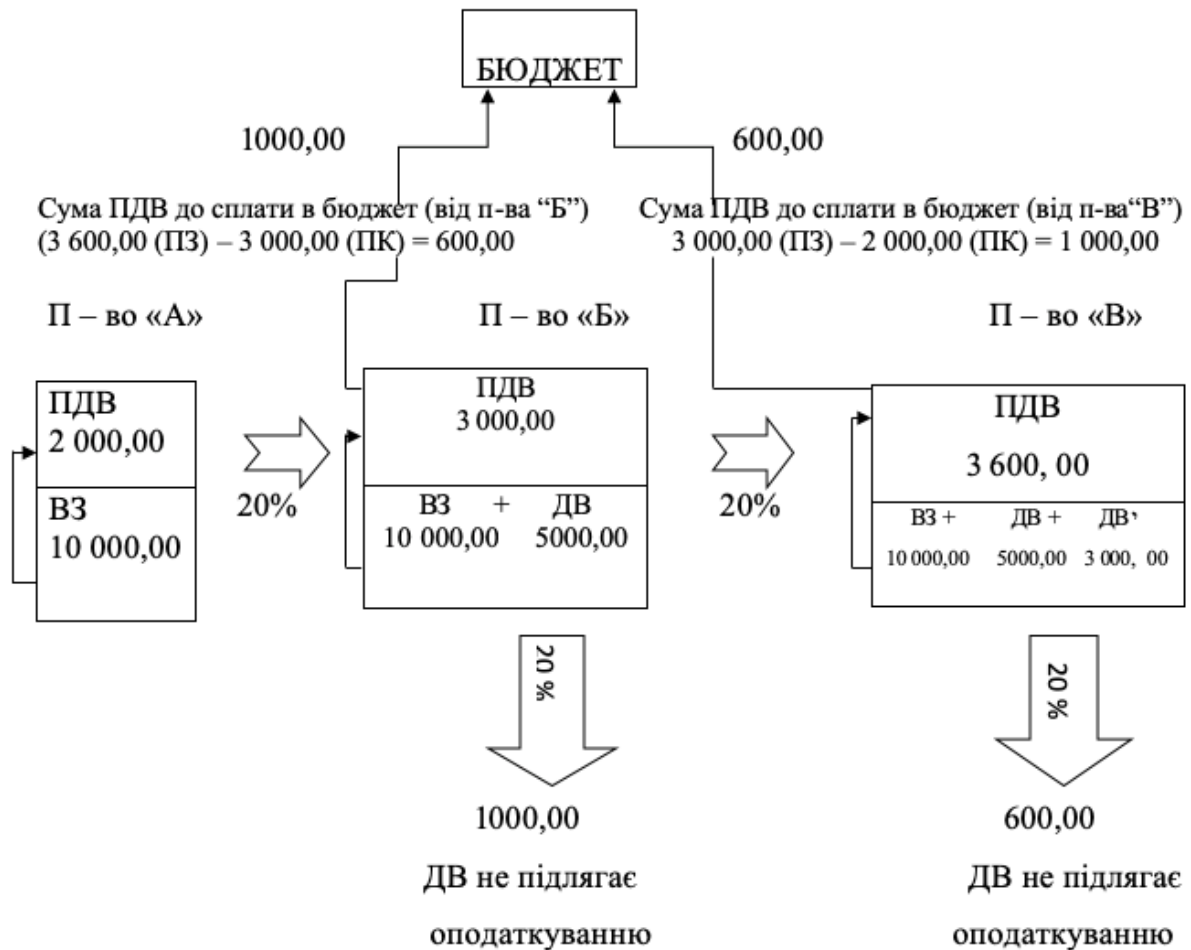 БЮДЖЕТ
1000,00
600,00
Сума ПДВ до сплати в бюджет (від п-ва “Б”)
(3 600,00 (ПЗ) – 3 000,00 (ПК) = 600,00
Сума ПДВ до сплати в бюджет (від п-ва“В”)
3 000,00 (ПЗ) – 2 000,00 (ПК) = 1 000,00
П – во «А»
П – во «Б»
П – во «В»
ПДВ
2 000,00
ВЗ
10 000,00
20%
ПДВ
3 000,00
ВЗ + ДВ
10 000,00 5000,00
20%
ПДВ
3 600, 00
ВЗ + ДВ + ДВ'
10 000,00 5000,00 3 000, 00
20 %
20 %
1000,00
ДВ не підлягає
оподаткуванню
600,00
ДВ не підлягає
оподаткуванню